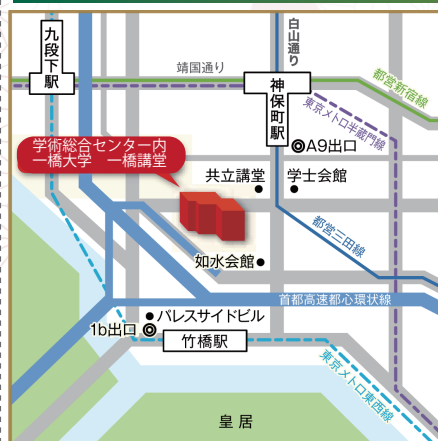 九段下駅
白山通り
靖国通り
神保町駅
都営新宿線
東京メトロ半蔵門線
A9出口
学術総合センター内
一橋大学 一橋講堂
共立講堂
学士会館
都営三田線
如水会館
首都高速都心環状線
パレスサイドビル
1b出口
竹橋駅
東京メトロ東西線
皇居